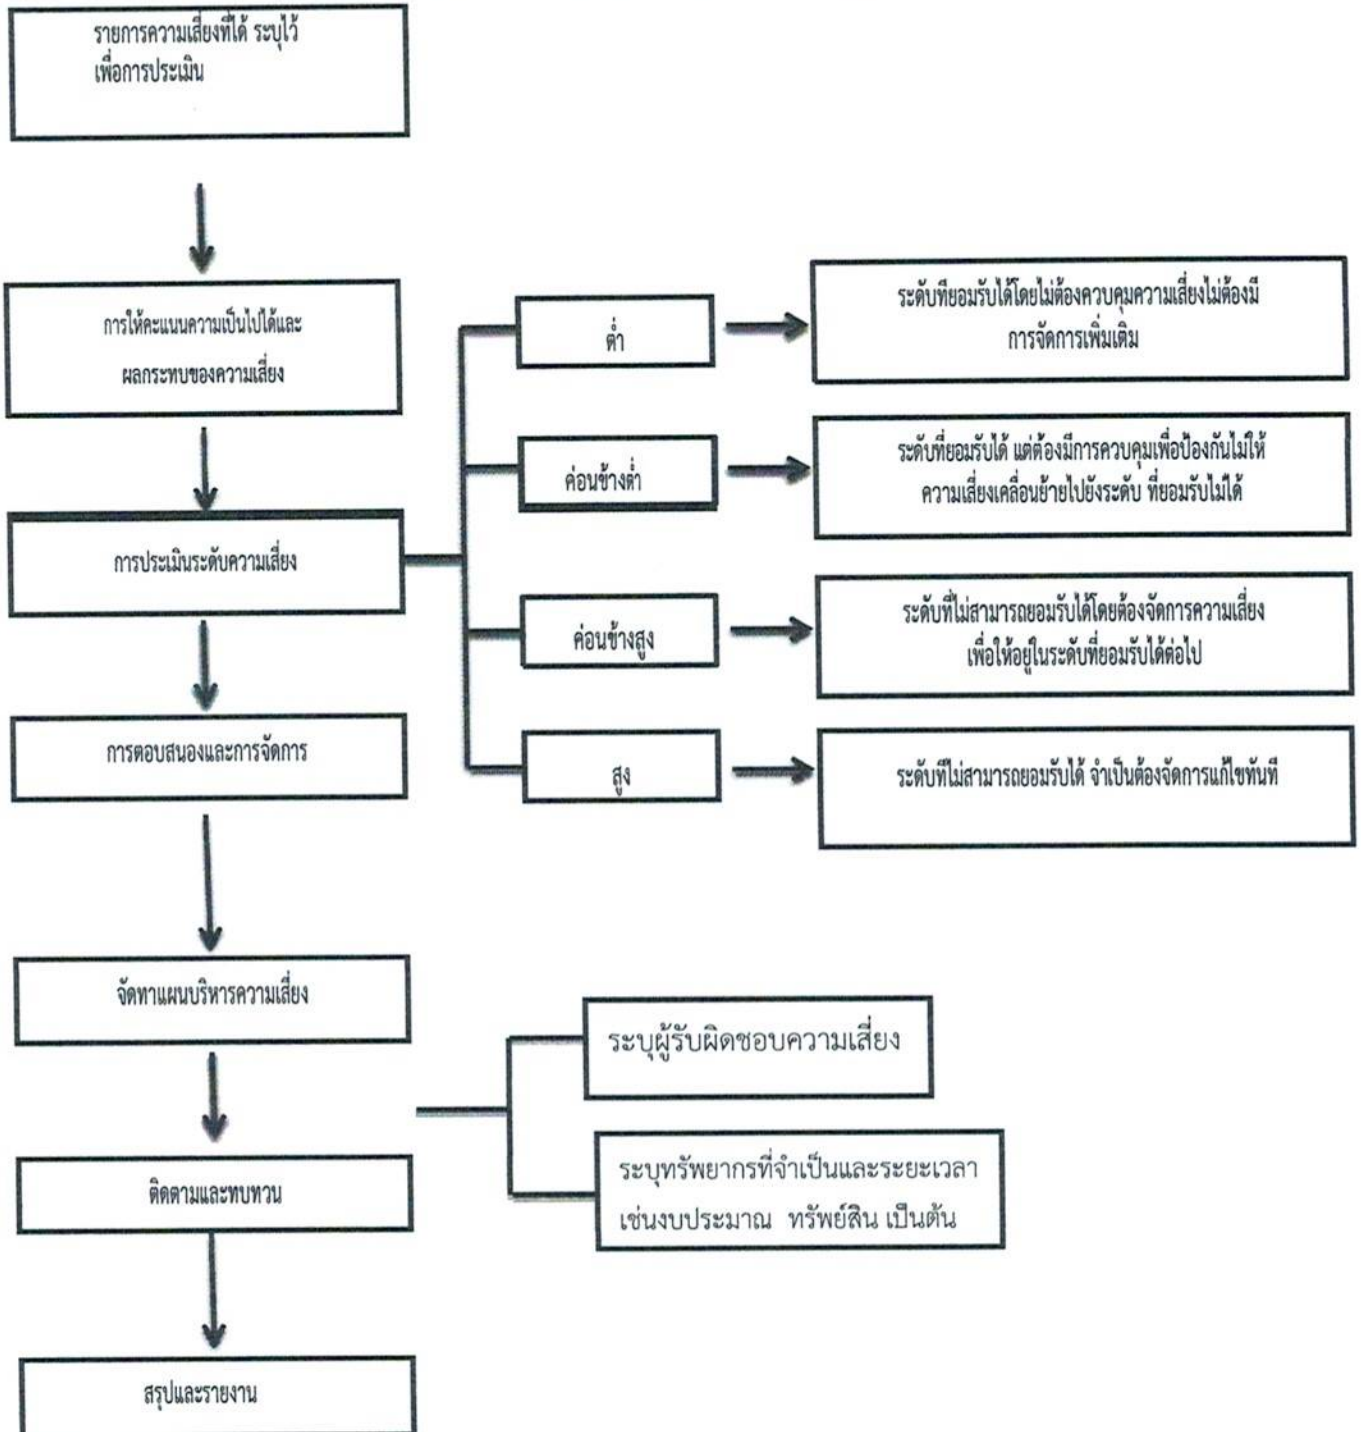 รายการความเสี่ยงที่ได้ ระบุไว้
เพื่อการประเมิน
การให้คะแนนความเป็นไปได้และ
ผลกระทบของความเสี่ยง
การประเมินระดับความเสี่ยง
ต่ำ
ระดับที่ยอมรับได้โดยไม่ต้องควบคุมความเสี่ยงไม่ต้องมี
การจัดการเพิ่มเติม
ค่อนข้างต่ำ
ระดับที่ยอมรับได้ แต่ต้องมีการควบคุมเพื่อป้องกันไม่ให้
ความเสี่ยงเคลื่อนย้ายไปยังระดับ ที่ยอมรับไม่ได้
ค่อนข้างสูง
ระดับที่ไม่สามารถยอมรับได้โดยต้องจัดการความเสี่ยง
เพื่อให้อยู่ในระดับที่ยอมรับได้ต่อไป
สูง
ระดับที่ไม่สามารถยอมรับได้ จำเป็นต้องจัดการแก้ไขทันที
การตอบสนองและการจัดการ
จัดทาแผนบริหารความเสี่ยง
ระบุผู้รับผิดชอบความเสี่ยง
ระบุทรัพยากรที่จำเป็นและระยะเวลา
เช่นงบประมาณ ทรัพย์สิน เป็นต้น
ติดตามและทบทวน
สรุปและรายงาน